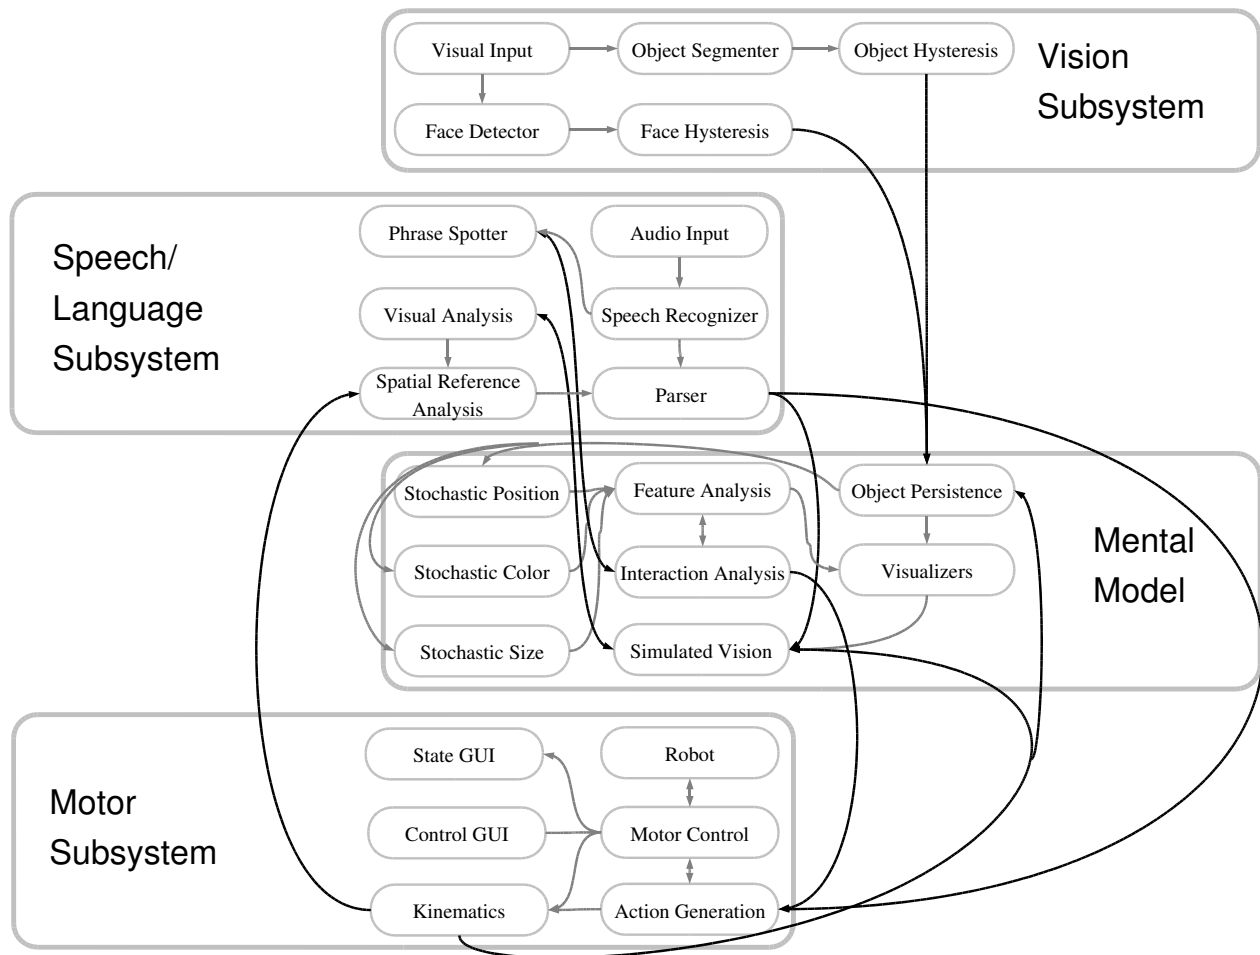 Visual Input
Object Segmenter
Object Hysteresis
Vision
Subsystem
Face Detector
Face Hysteresis
Speech/
Language
Subsystem
Phrase Spotter
Audio Input
Visual Analysis
Speech Recognizer
Spatial Reference
Analysis
Parser
Stochastic Position
Feature Analysis
Object Persistence
Mental
Model
Stochastic Color
Interaction Analysis
Visualizers
Stochastic Size
Simulated Vision
Motor
Subsystem
State GUI
Robot
Control GUI
Motor Control
Kinematics
Action Generation